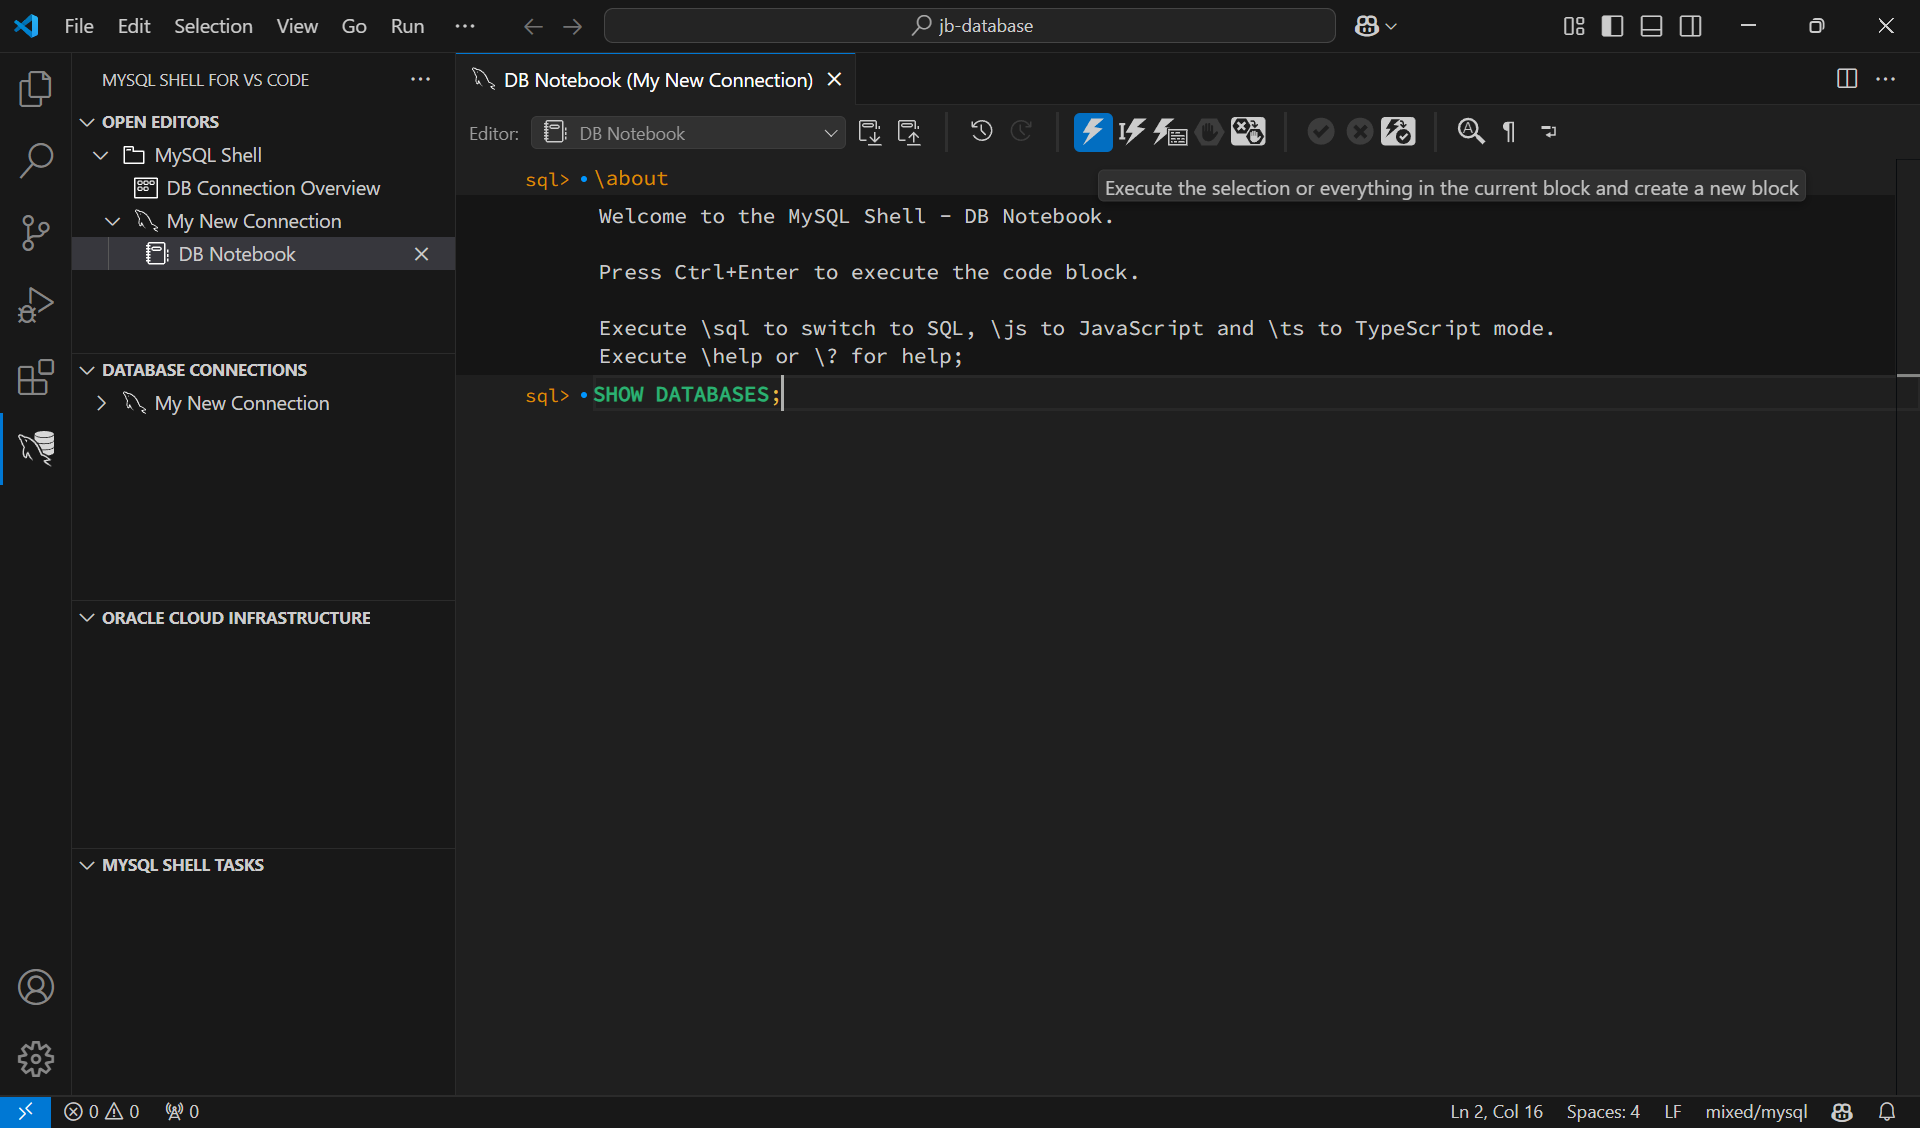 File Edit Selection View Go Run
jb-database
MYSQL SHELL FOR VS CODE
OPEN EDITORS
MySQL Shell
DB Connection Overview
My New Connection
DB Notebook
DATABASE CONNECTIONS
My New Connection
ORACLE CLOUD INFRASTRUCTURE
MYSQL SHELL TASKS
DB Notebook (My New Connection)
Editor: DB Notebook
sql> \about
Execute the selection or everything in the current block and create a new block
Welcome to the MySQL Shell - DB Notebook.
Press Ctrl+Enter to execute the code block.
Execute \sql to switch to SQL, \js to JavaScript and \ts to TypeScript mode.
Execute \help or \? for help;
sql> SHOW DATABASES;
0 0 0
Ln 2, Col 16 Spaces: 4 LF mixed/mysql